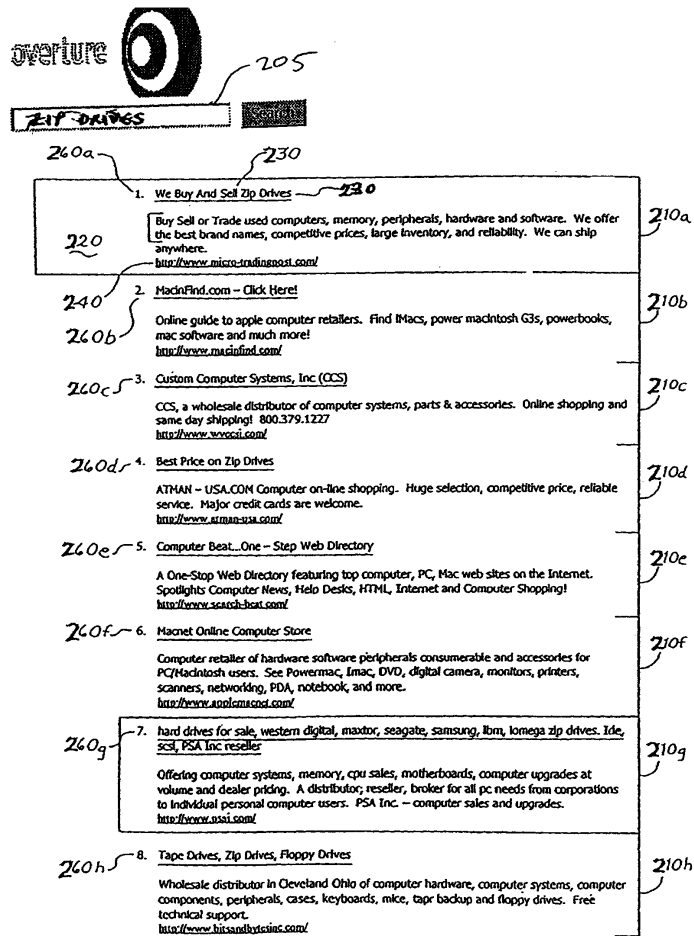 overture
205
ZIP DRIVES
Search
260a
230
1. We Buy And Sell Zip Drives
230
210a
Buy Sell or Trade used computers, memory, peripherals, hardware and software. We offer
the best brand names, competitive prices, large inventory, and reliability. We can ship
anywhere.
220
http://www.micro-tradingpost.com/
240
2. MacinFind.com – Click Here!
210b
260b
Online guide to apple computer retailers. Find iMacs, power macintosh G3s, powerbooks,
mac software and much more!
http://www.macinfind.com/
260c
3. Custom Computer Systems, Inc (CCS)
210c
CCS, a wholesale distributor of computer systems, parts & accessories. Online shopping and
same day shipping! 800.379.1227
http://www.wvccsi.com/
260d
4. Best Price on Zip Drives
210d
ATMAN – USA.COM Computer on-line shopping. Huge selection, competitive price, reliable
service. Major credit cards are welcome.
http://www.atman-usa.com/
260e
5. Computer Beat...One – Step Web Directory
210e
A One-Stop Web Directory featuring top computer, PC, Mac web sites on the Internet.
Spotlights Computer News, Help Desks, HTML, Internet and Computer Shopping!
http://www.search-beat.com/
260f
6. Macnet Online Computer Store
210f
Computer retailer of hardware software peripherals consumerable and accessories for
PC/Macintosh users. See Powermac, Imac, DVD, digital camera, monitors, printers,
scanners, networking, PDA, notebook, and more.
http://www.applemacnet.com/
260g
7. hard drives for sale, western digital, maxtor, seagate, samsung, ibm, iomega zip drives. Ide,
scsi, PSA Inc reseller
210g
Offering computer systems, memory, cpu sales, motherboards, computer upgrades at
volume and dealer pricing. A distributor, reseller, broker for all pc needs from corporations
to individual personal computer users. PSA Inc. – computer sales and upgrades.
http://www.psai.com/
260h
8. Tape Drives, Zip Drives, Floppy Drives
210h
Wholesale distributor in Cleveland Ohio of computer hardware, computer systems, computer
components, peripherals, cases, keyboards, mice, tapr backup and floppy drives. Free
technical support.
http://www.bitsandbytesinc.com/